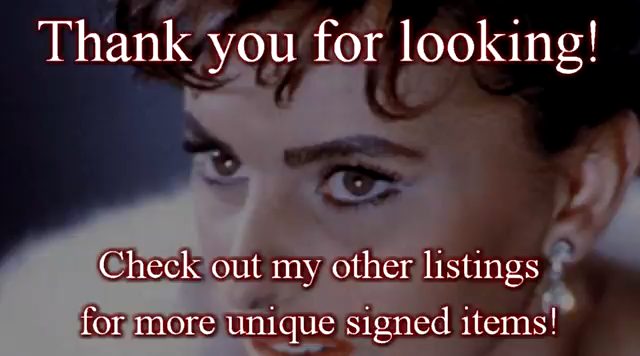 Thank you for looking!
Check out my other listings
for more unique signed items!